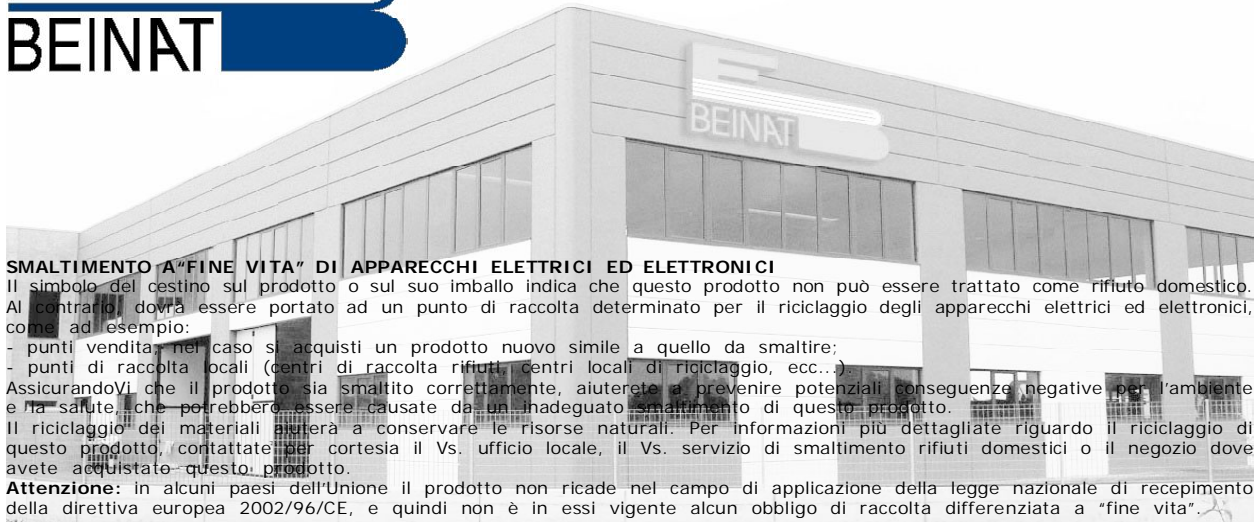 BEINAT
BEINAT
SMALTIMENTO A“FINE VITA” DI APPARECCHI ELETTRICI ED ELETTRONICI
Il simbolo del cestino sul prodotto o sul suo imballo indica che questo prodotto non può essere trattato come rifiuto domestico.
Al contrario, dovrà essere portato ad un punto di raccolta determinato per il riciclaggio degli apparecchi elettrici ed elettronici,
come ad esempio:
- punti vendita, nel caso si acquisti un prodotto nuovo simile a quello da smaltire;
- punti di raccolta locali (centri di raccolta rifiuti, centri locali di riciclaggio, ecc...).
AssicurandoVi che il prodotto sia smaltito correttamente, aiuterete a prevenire potenziali conseguenze negative per l’ambiente
e la salute, che potrebbero essere causate da un inadeguato smaltimento di questo prodotto.
Il riciclaggio dei materiali aiuterà a conservare le risorse naturali. Per informazioni più dettagliate riguardo il riciclaggio di
questo prodotto, contattate per cortesia il Vs. ufficio locale, il Vs. servizio di smaltimento rifiuti domestici o il negozio dove
avete acquistato questo prodotto.
Attenzione: in alcuni paesi dell’Unione il prodotto non ricade nel campo di applicazione della legge nazionale di recepimento
della direttiva europea 2002/96/CE, e quindi non è in essi vigente alcun obbligo di raccolta differenziata a “fine vita”.